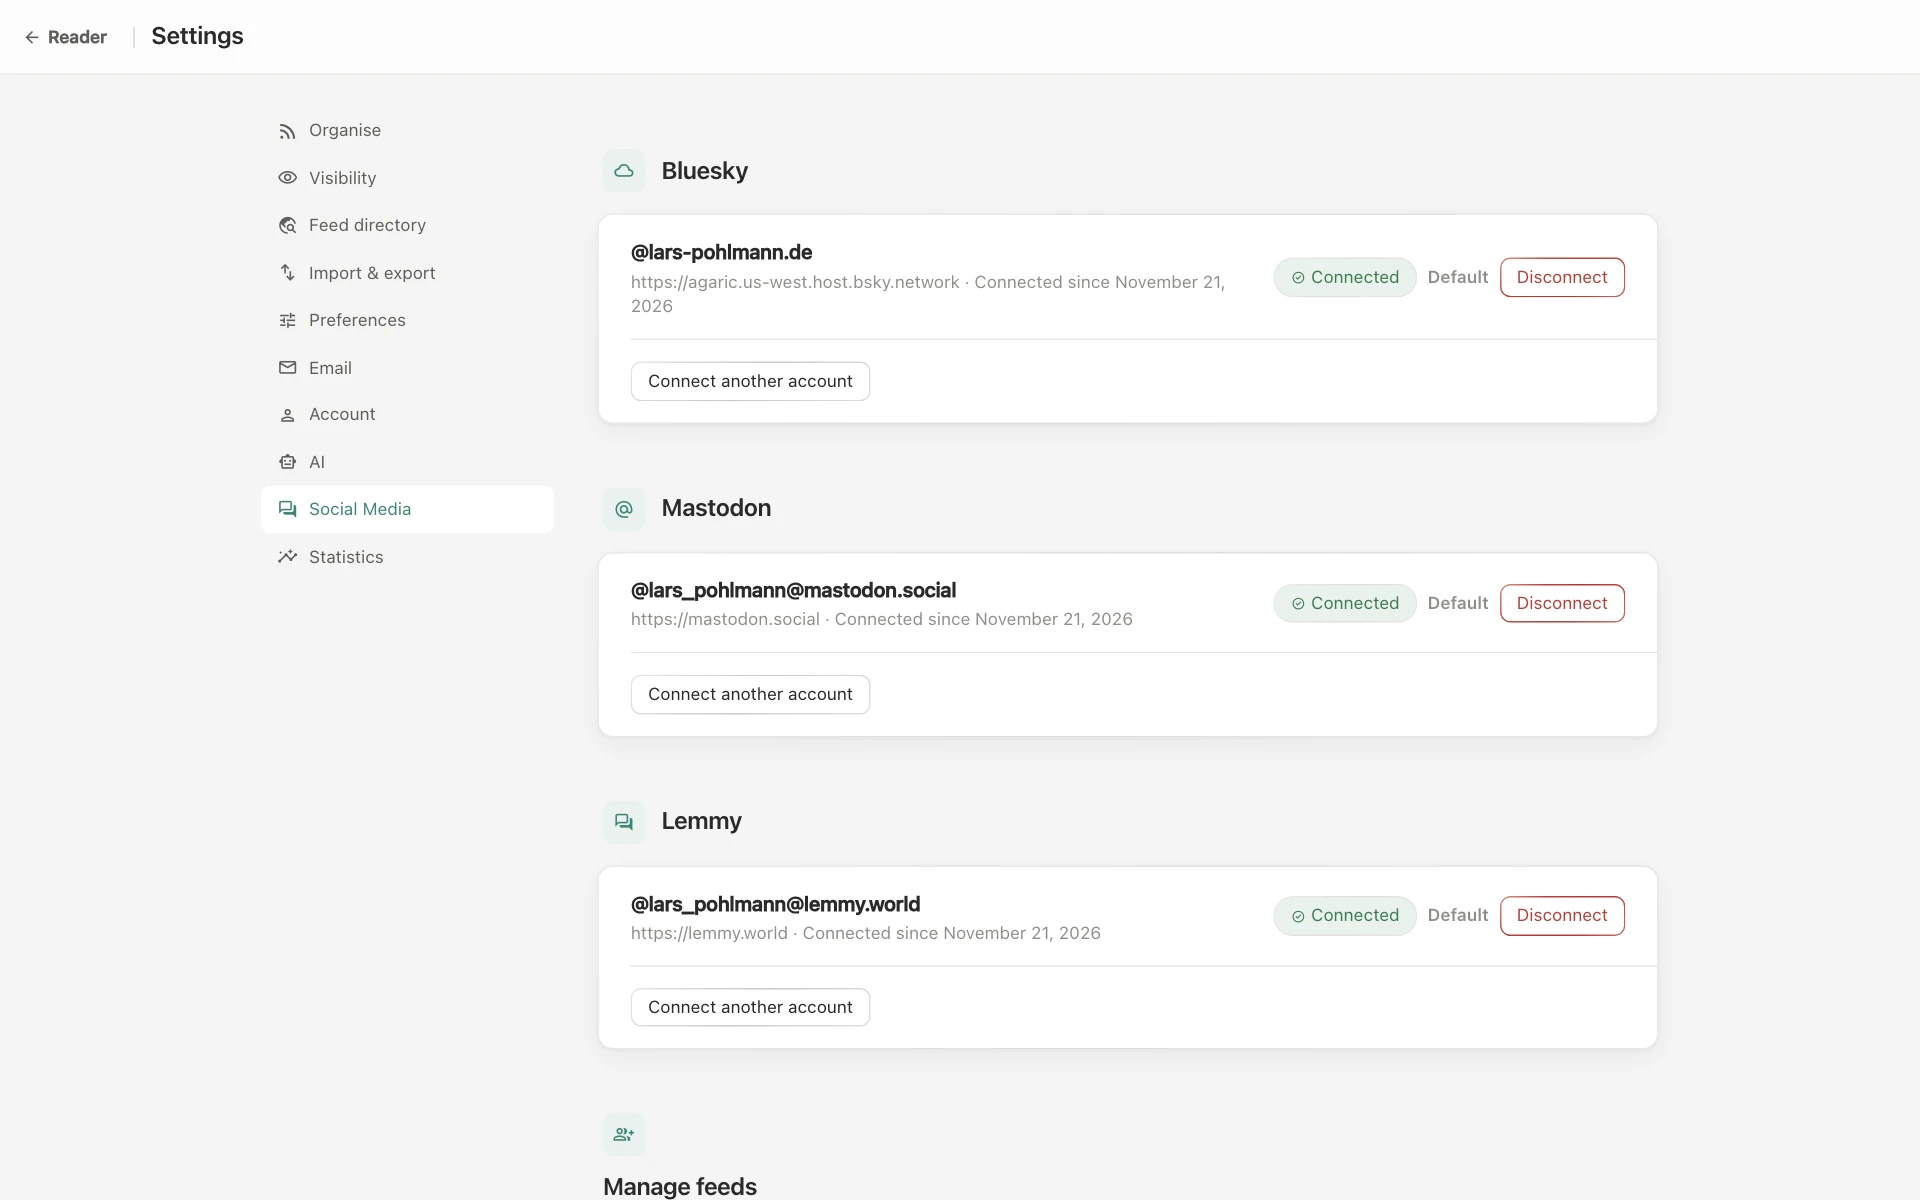 Reader
Settings
Organise
Visibility
Feed directory
Import & export
Preferences
Email
Account
AI
Social Media
Statistics
Bluesky
@lars-pohlmann.de
https://agaric.us-west.host.bsky.network · Connected since November 21,
2026
Connected
Default
Disconnect
Connect another account
Mastodon
@lars_pohlmann@mastodon.social
https://mastodon.social · Connected since November 21, 2026
Connected
Default
Disconnect
Connect another account
Lemmy
@lars_pohlmann@lemmy.world
https://lemmy.world · Connected since November 21, 2026
Connected
Default
Disconnect
Connect another account
Manage feeds